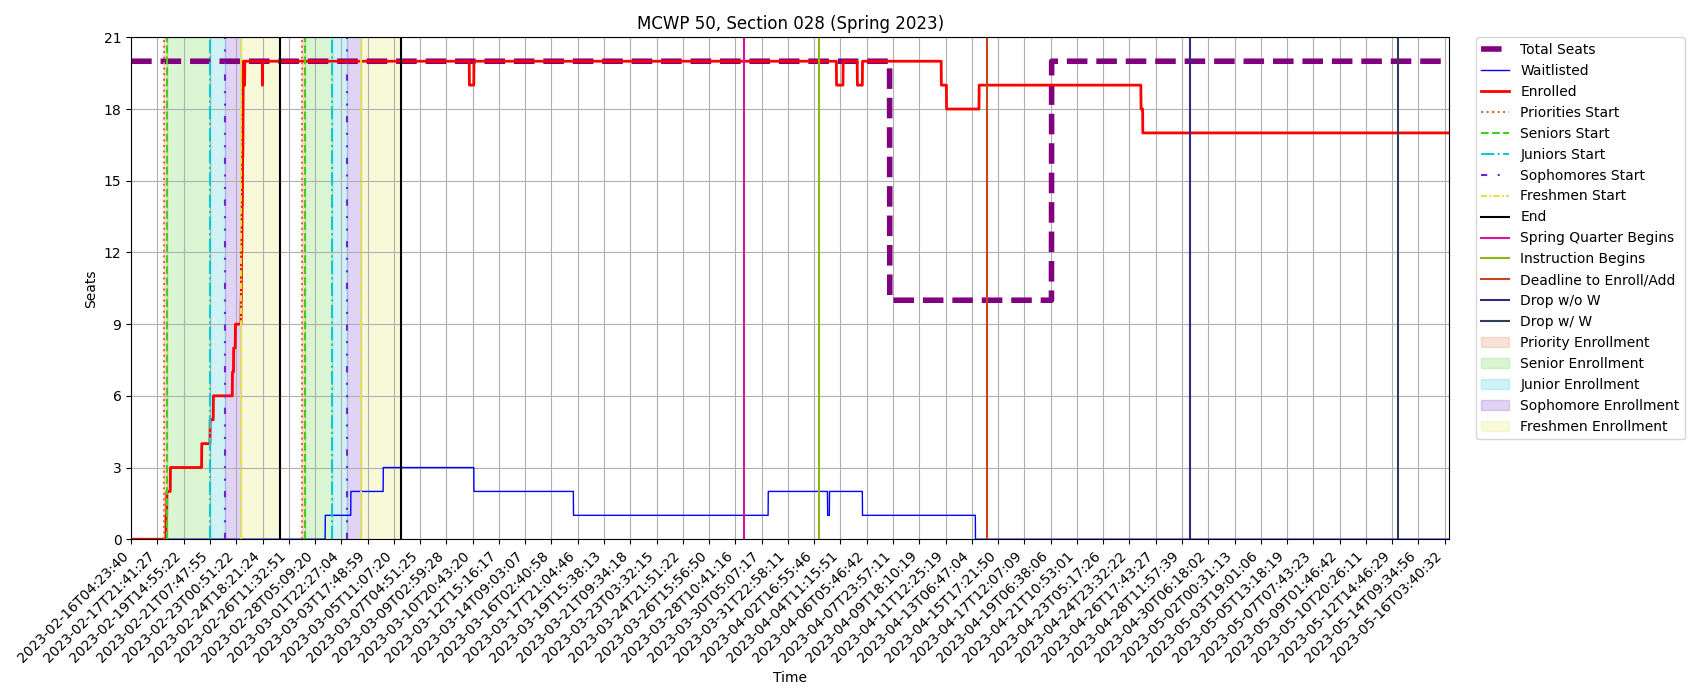 MCWP 50, Section 028 (Spring 2023)
21
18
15
12
9
6
3
0
Seats
2023-02-16T04:23:40
2023-02-17T21:41:27
2023-02-19T14:55:22
2023-02-21T07:47:55
2023-02-23T00:51:22
2023-02-24T18:21:24
2023-02-26T11:32:51
2023-02-28T05:09:20
2023-03-01T22:27:04
2023-03-03T17:48:59
2023-03-05T11:07:20
2023-03-07T04:51:25
2023-03-09T02:59:28
2023-03-10T20:43:20
2023-03-12T15:16:17
2023-03-14T09:03:07
2023-03-16T02:40:58
2023-03-17T21:04:46
2023-03-19T15:38:13
2023-03-21T09:34:18
2023-03-23T03:32:15
2023-03-24T21:51:22
2023-03-26T15:56:50
2023-03-28T10:41:16
2023-03-30T05:07:17
2023-03-31T22:58:11
2023-04-02T16:55:46
2023-04-04T11:15:51
2023-04-06T05:46:42
2023-04-07T23:57:11
2023-04-09T18:10:19
2023-04-11T12:25:19
2023-04-13T06:47:04
2023-04-15T17:21:50
2023-04-17T12:07:09
2023-04-19T06:38:06
2023-04-21T10:53:01
2023-04-23T05:17:26
2023-04-24T23:32:22
2023-04-26T17:43:27
2023-04-28T11:57:39
2023-04-30T06:18:02
2023-05-02T00:31:13
2023-05-03T19:01:06
2023-05-05T13:18:19
2023-05-07T07:43:23
2023-05-09T01:46:42
2023-05-10T20:26:11
2023-05-12T14:46:29
2023-05-14T09:34:56
2023-05-16T03:40:32
Time
Total Seats
Waitlisted
Enrolled
Priorities Start
Seniors Start
Juniors Start
Sophomores Start
Freshmen Start
End
Spring Quarter Begins
Instruction Begins
Deadline to Enroll/Add
Drop w/o W
Drop w/ W
Priority Enrollment
Senior Enrollment
Junior Enrollment
Sophomore Enrollment
Freshmen Enrollment